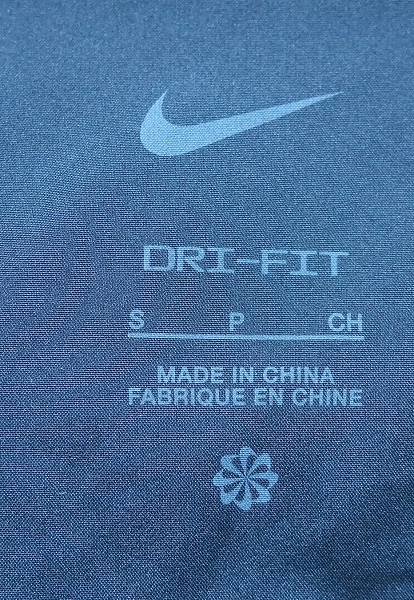 DRI-FIT
S P CH
MADE IN CHINA
FABRIQUE EN CHINE